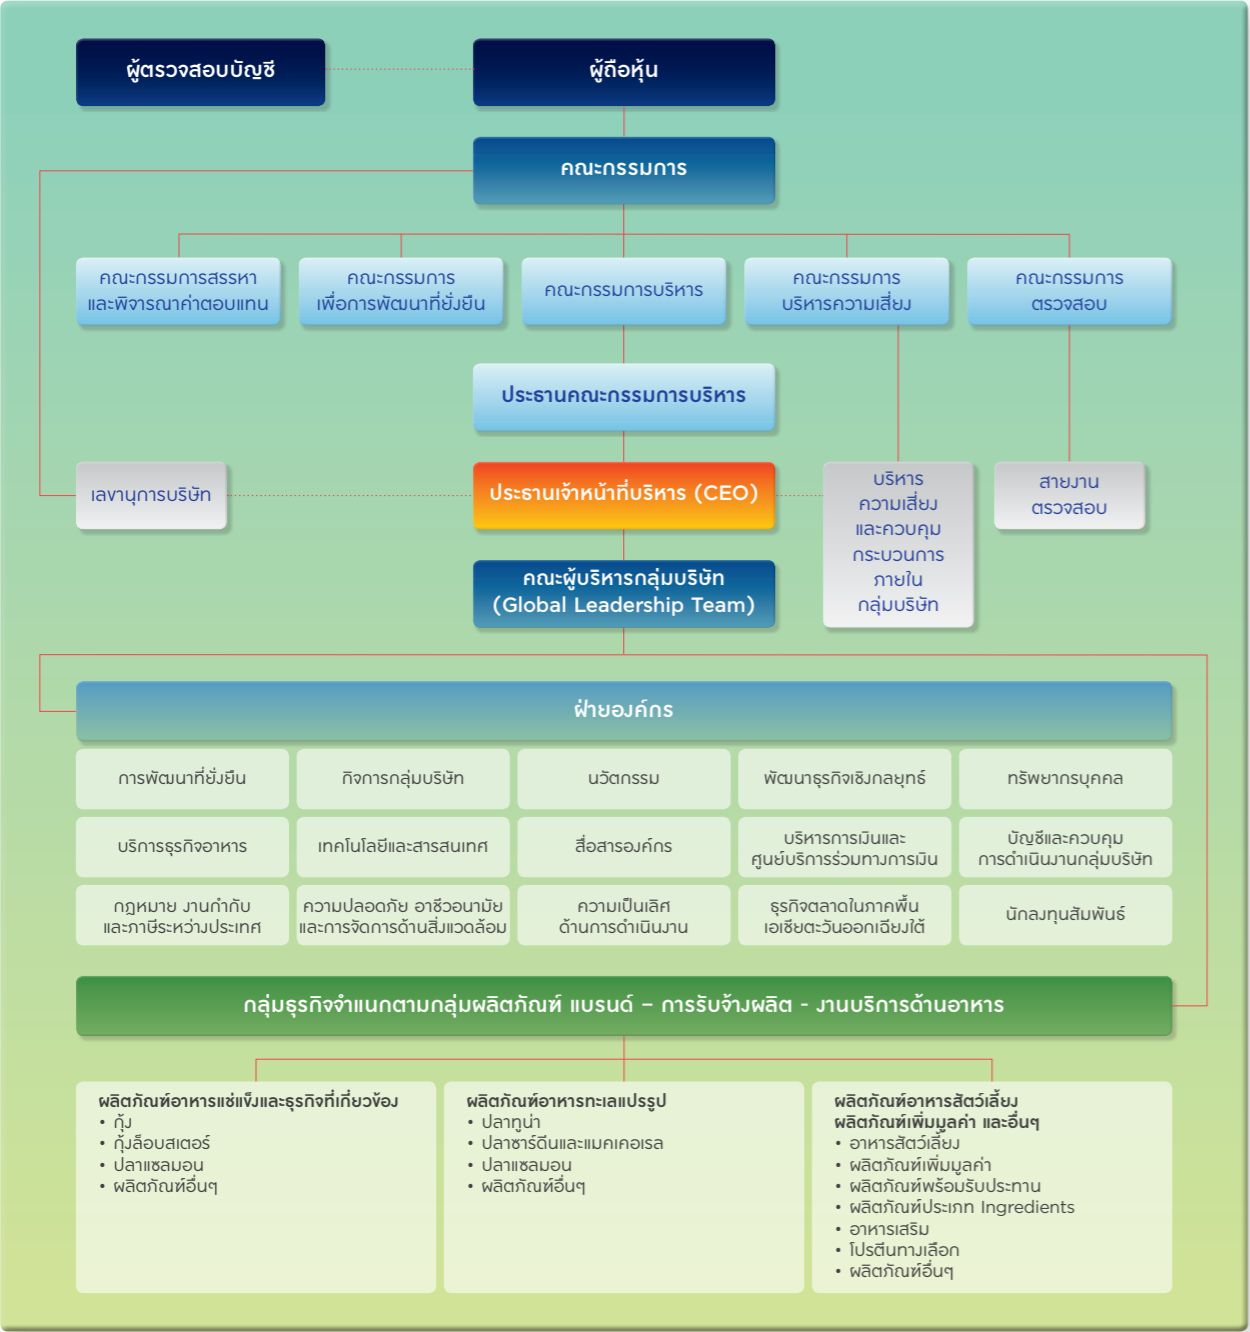 ผู้ตรวจสอบบัญชี
ผู้ถือหุ้น
คณะกรรมการ
คณะกรรมการสรรหา
และพิจารณาค่าตอบแทน
คณะกรรมการ
เพื่อการพัฒนาที่ยั่งยืน
คณะกรรมการบริหาร
คณะกรรมการ
บริหารความเสี่ยง
คณะกรรมการ
ตรวจสอบ
ประธานคณะกรรมการบริหาร
เลขานุการบริษัท
ประธานเจ้าหน้าที่บริหาร (CEO)
บริหาร
ความเสี่ยง
และควบคุม
กระบวนการ
ภายใน
กลุ่มบริษัท
สายงาน
ตรวจสอบ
คณะผู้บริหารกลุ่มบริษัท
(Global Leadership Team)
ฝ่ายองค์กร
การพัฒนาที่ยั่งยืน
กิจการกลุ่มบริษัท
นวัตกรรม
พัฒนาธุรกิจเชิงกลยุทธ์
ทรัพยากรบุคคล
บริการธุรกิจอาหาร
เทคโนโลยีและสารสนเทศ
สื่อสารองค์กร
บริหารการเงินและ
ศูนย์บริการร่วมทางการเงิน
บัญชีและควบคุม
การดำเนินงานกลุ่มบริษัท
กฎหมาย งานกำกับ
และภาษีระหว่างประเทศ
ความปลอดภัย อาชีวอนามัย
และการจัดการด้านสิ่งแวดล้อม
ความเป็นเลิศ
ด้านการดำเนินงาน
ธุรกิจตลาดในภาคพื้น
เอเชียตะวันออกเฉียงใต้
นักลงทุนสัมพันธ์
กลุ่มธุรกิจจำแนกตามกลุ่มผลิตภัณฑ์ แบรนด์ – การรับจ้างผลิต - งานบริการด้านอาหาร
ผลิตภัณฑ์อาหารแช่แข็งและธุรกิจที่เกี่ยวข้อง
• กุ้ง
• กุ้งล็อบสเตอร์
• ปลาแซลมอน
• ผลิตภัณฑ์อื่นๆ
ผลิตภัณฑ์อาหารทะเลแปรรูป
• ปลาทูน่า
• ปลาซาร์ดีนและแมคเคอเรล
• ปลาแซลมอน
• ผลิตภัณฑ์อื่นๆ
ผลิตภัณฑ์อาหารสัตว์เลี้ยง
ผลิตภัณฑ์เพิ่มมูลค่า และอื่นๆ
• อาหารสัตว์เลี้ยง
• ผลิตภัณฑ์เพิ่มมูลค่า
• ผลิตภัณฑ์พร้อมรับประทาน
• ผลิตภัณฑ์ประเภท Ingredients
• อาหารเสริม
• โปรตีนทางเลือก
• ผลิตภัณฑ์อื่นๆ